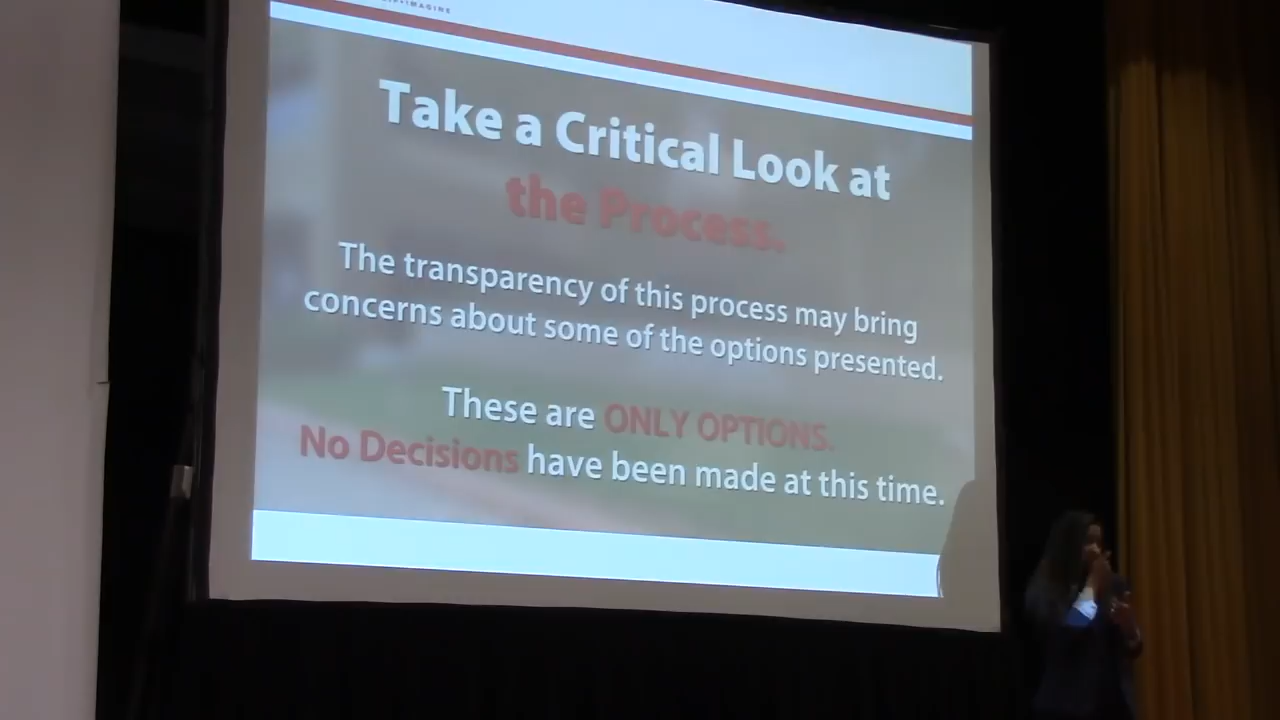 IMAGINE
Take a Critical Look at
the Process.
The transparency of this process may bring
concerns about some of the options presented.
These are ONLY OPTIONS.
No Decisions have been made at this time.